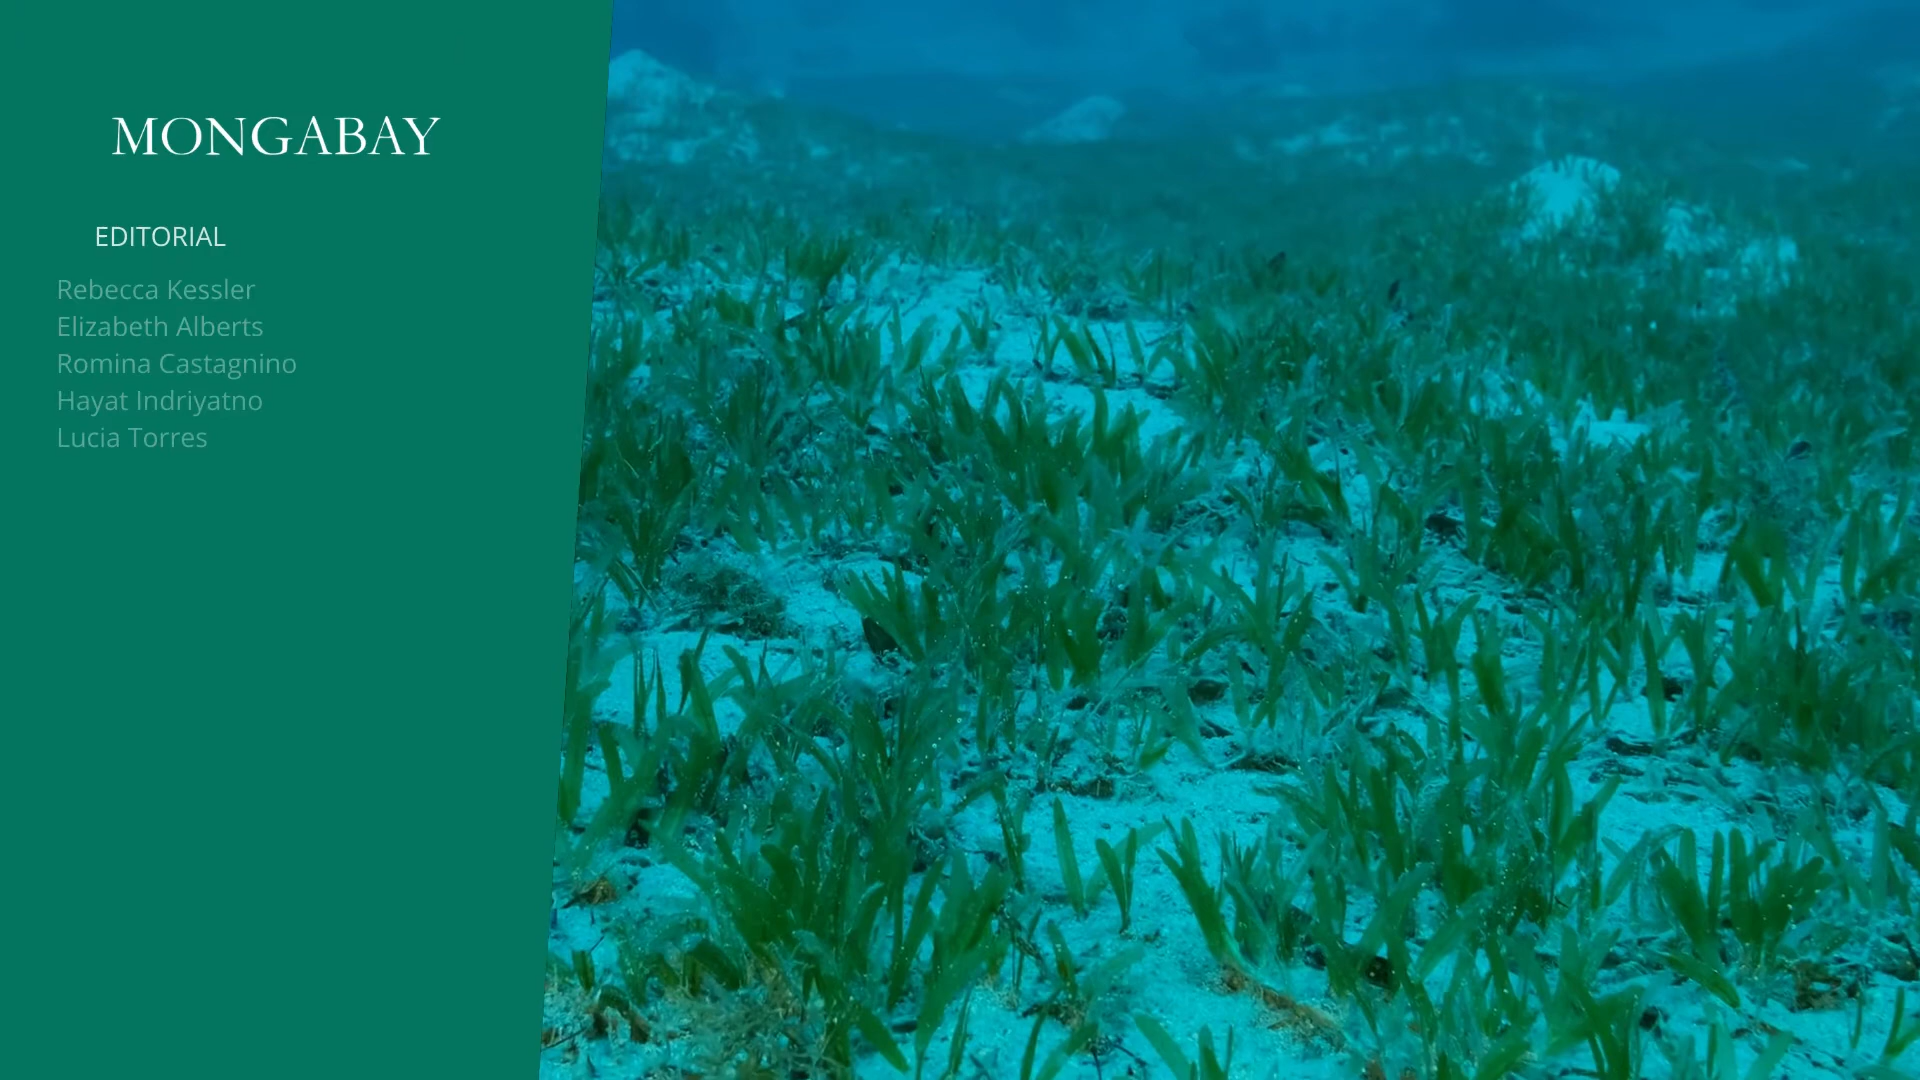 MONGABAY
EDITORIAL
Rebecca Kessler
Elizabeth Alberts
Romina Castagnino
Hayat Indriyatno
Lucia Torres